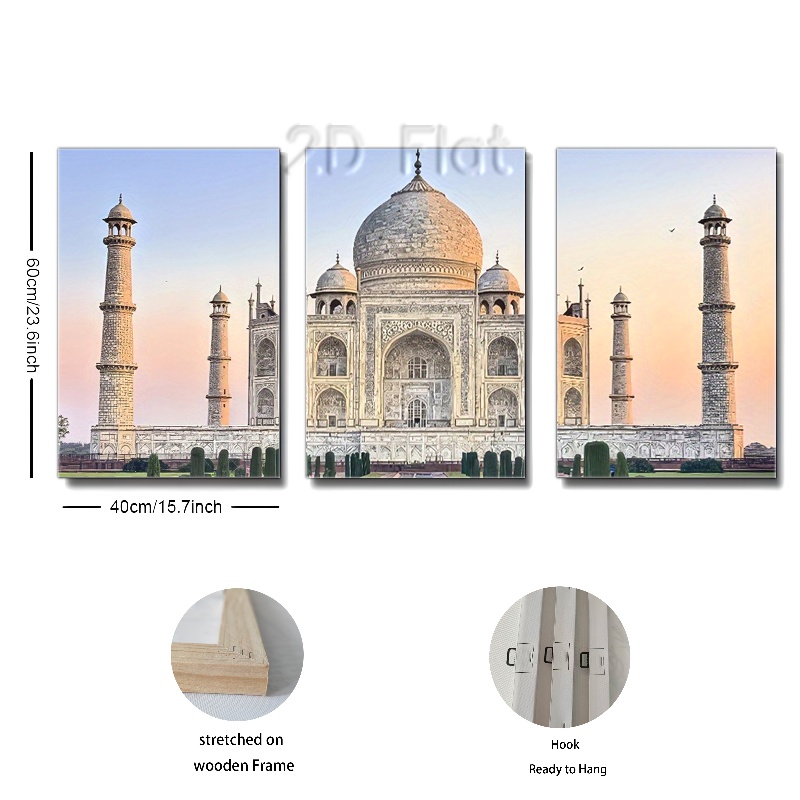 2D Flat
60cm/23.6inch
40cm/15.7inch
stretched on
wooden Frame
Hook
Ready to Hang